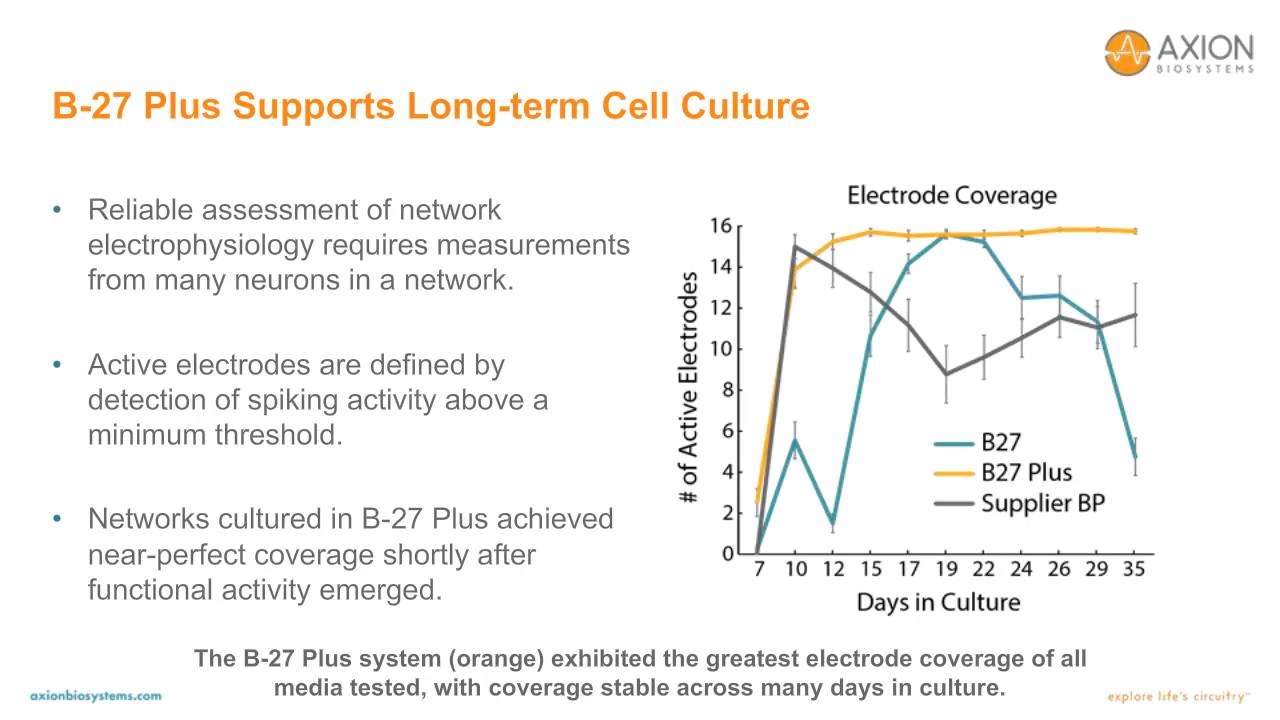 AXION
BIOSYSTEMS
B-27 Plus Supports Long-term Cell Culture
• Reliable assessment of network
electrophysiology requires measurements
from many neurons in a network.
• Active electrodes are defined by
detection of spiking activity above a
minimum threshold.
• Networks cultured in B-27 Plus achieved
near-perfect coverage shortly after
functional activity emerged.
Electrode Coverage
# of Active Electrodes
16
14
12
10
8
6
4
2
0
B27
B27 Plus
Supplier BP
7 10 12 15 17 19 22 24 26 29 35
Days in Culture
The B-27 Plus system (orange) exhibited the greatest electrode coverage of all
media tested, with coverage stable across many days in culture.
axionbiosystems.com
explore life's circuitry™